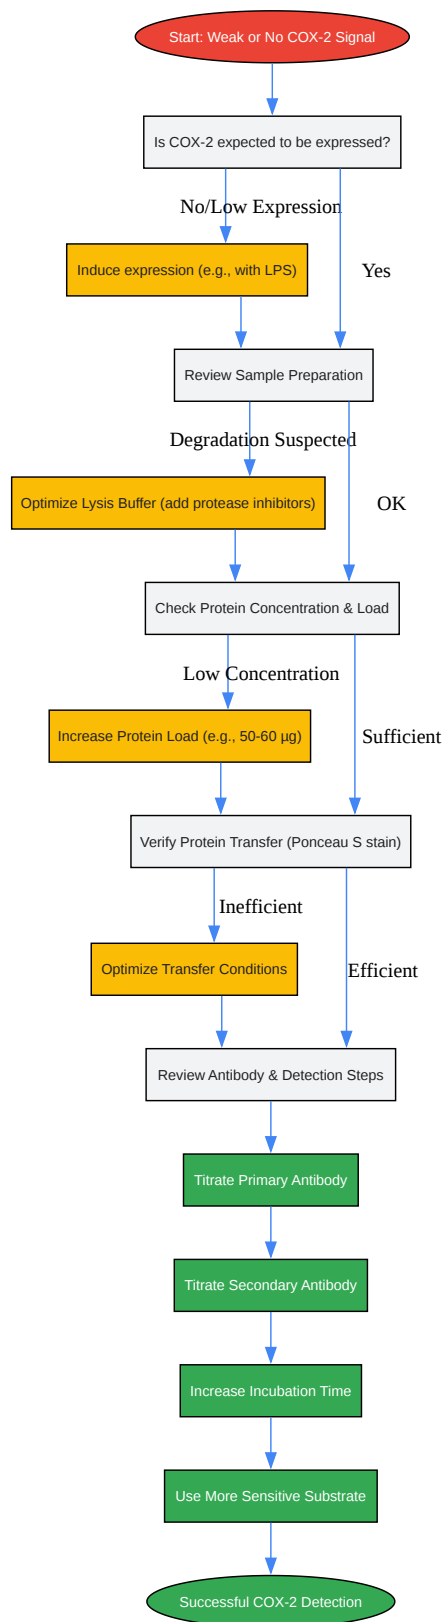 Start: Weak or No COX-2 Signal
Is COX-2 expected to be expressed?
No/Low Expression
Induce expression (e.g., with LPS)
Yes
Review Sample Preparation
Degradation Suspected
Optimize Lysis Buffer (add protease inhibitors)
OK
Check Protein Concentration & Load
Low Concentration
Increase Protein Load (e.g., 50-60 µg)
Sufficient
Verify Protein Transfer (Ponceau S stain)
Inefficient
Optimize Transfer Conditions
Efficient
Review Antibody & Detection Steps
Titrate Primary Antibody
Titrate Secondary Antibody
Increase Incubation Time
Use More Sensitive Substrate
Successful COX-2 Detection